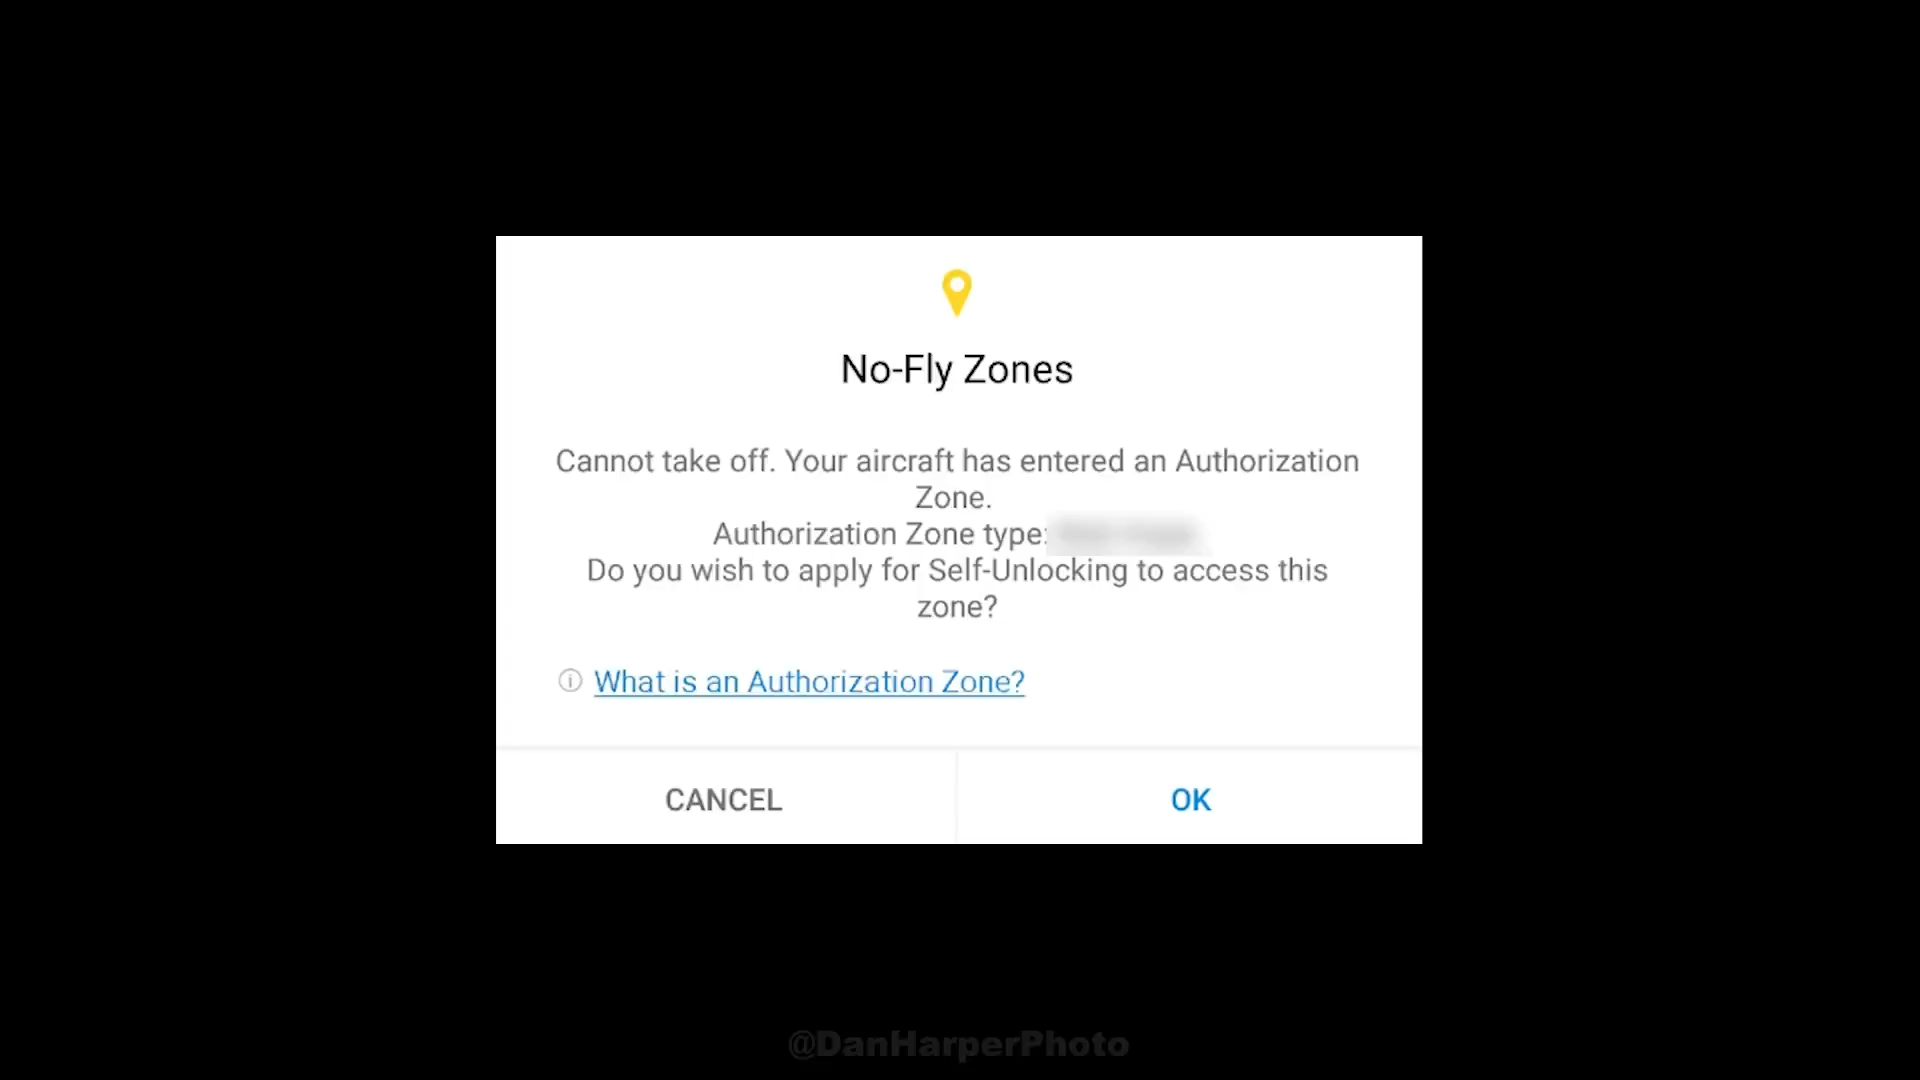 No-Fly Zones
Cannot take off. Your aircraft has entered an Authorization
Zone.
Authorization Zone type:
Do you wish to apply for Self-Unlocking to access this
zone?
What is an Authorization Zone?
CANCEL
OK
@DanHarperPhoto